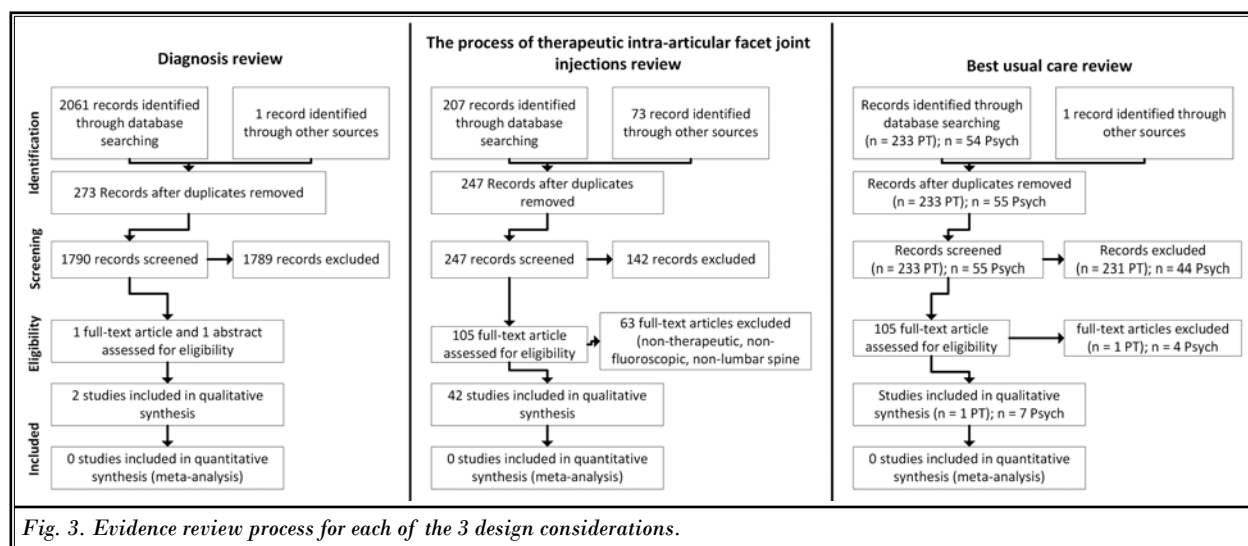 Diagnosis review
2061 records identified
through database
searching
1 record identified
through other sources
273 Records after duplicates removed
1790 records screened
1789 records excluded
1 full-text article and 1 abstract
assessed for eligibility
2 studies included in qualitative
synthesis
0 studies included in quantitative
synthesis (meta-analysis)
Identification
Screening
Eligibility
Included
The process of therapeutic intra-articular facet joint
injections review
207 records identified
through database
searching
73 record identified
through other sources
247 Records after duplicates
removed
247 records screened
142 records excluded
105 full-text article
assessed for eligibility
63 full-text articles excluded
(non-therapeutic, non-
fluoroscopic, non-lumbar spine
42 studies included in qualitative
synthesis
0 studies included in quantitative
synthesis (meta-analysis)
Best usual care review
Records identified through
database searching
(n = 233 PT); n = 54 Psych
1 record identified through
other sources
Records after duplicates removed
(n = 233 PT); n = 55 Psych
Records screened
(n = 233 PT); n = 55 Psych
Records excluded
(n = 231 PT); n = 44 Psych
105 full-text article
assessed for eligibility
full-text articles excluded
(n = 1 PT); n = 4 Psych
Studies included in qualitative
synthesis (n = 1 PT); n = 7 Psych
0 studies included in quantitative
synthesis (meta-analysis)
Fig. 3. Evidence review process for each of the 3 design considerations.